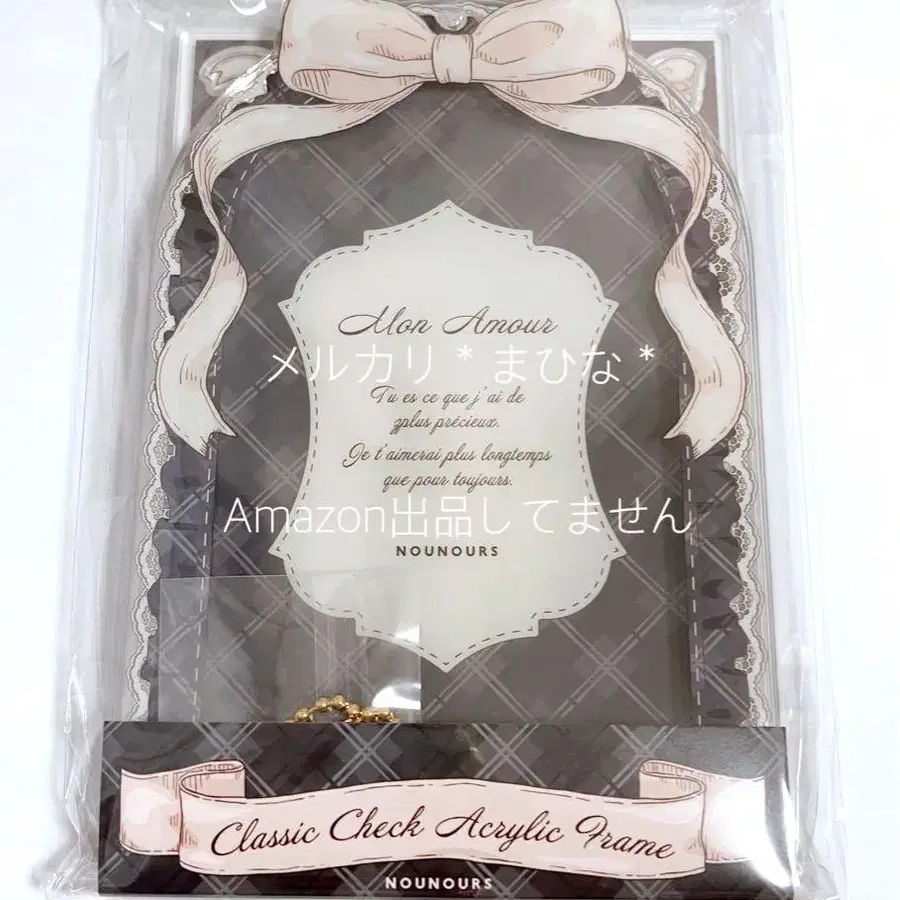 Mon Amour
メルカリ * まひな *
Tu es ce que j'ai de
zplus précieux.
Je t'aimerai plus longtemps
que pour toujours.
Amazon出品してません
NOUNOURS
Classic Check Acrylic Frame
NOUNOURS